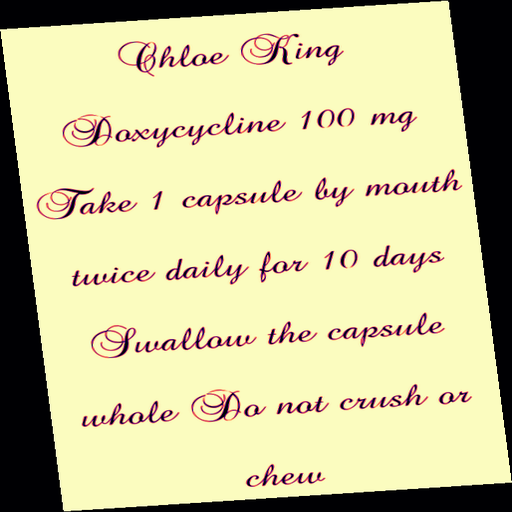 Chloe King
Doxycycline 100 mg
Take 1 capsule by mouth
twice daily for 10 days
Swallow the capsule
whole Do not crush or
chew